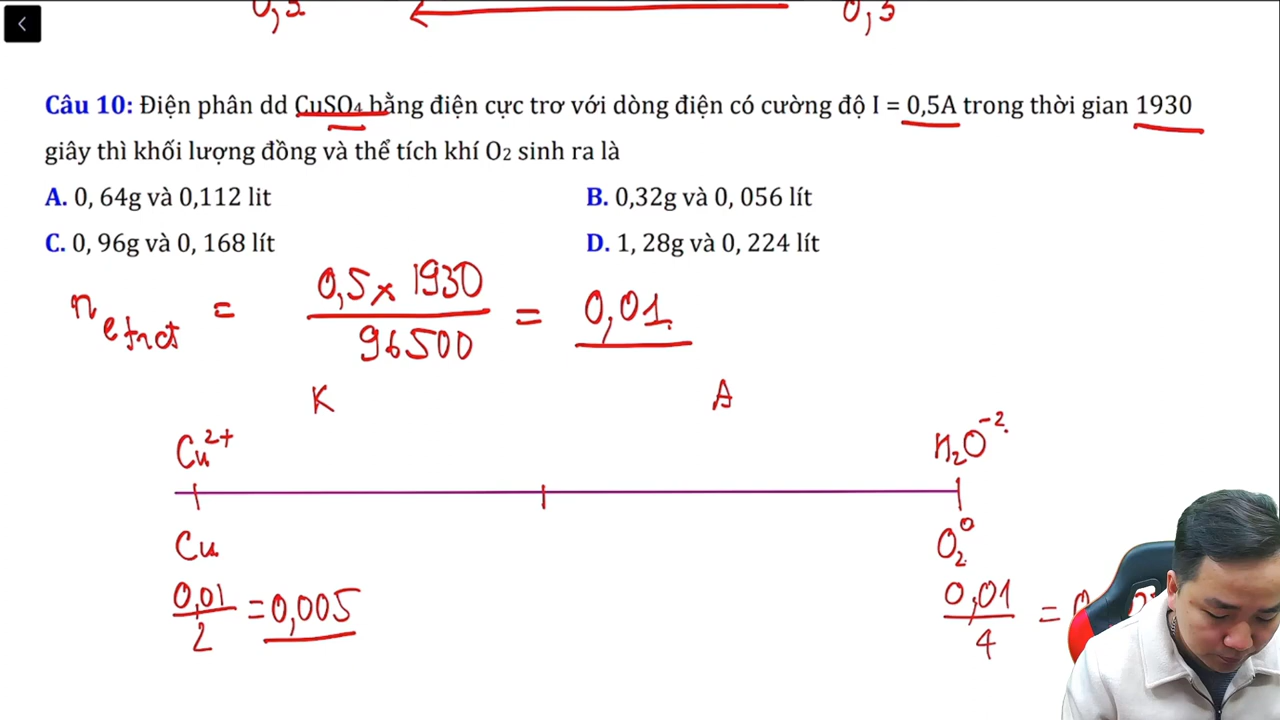 0,3
Câu 10: Điện phân dd CuSO₄ bằng điện cực trơ với dòng điện có cường độ I = 0,5A trong thời gian 1930
giây thì khối lượng đồng và thể tích khí O₂ sinh ra là
A. 0, 64g và 0,112 lit
B. 0,32g và 0, 056 lít
C. 0, 96g và 0, 168 lít
D. 1, 28g và 0, 224 lít
n e trđt = 0,5 x 1930 / 96500 = 0,01
K A
Cu²⁺ H₂O⁻²
Cu O₂⁰
0,01 / 2 = 0,005 0,01 / 4 =